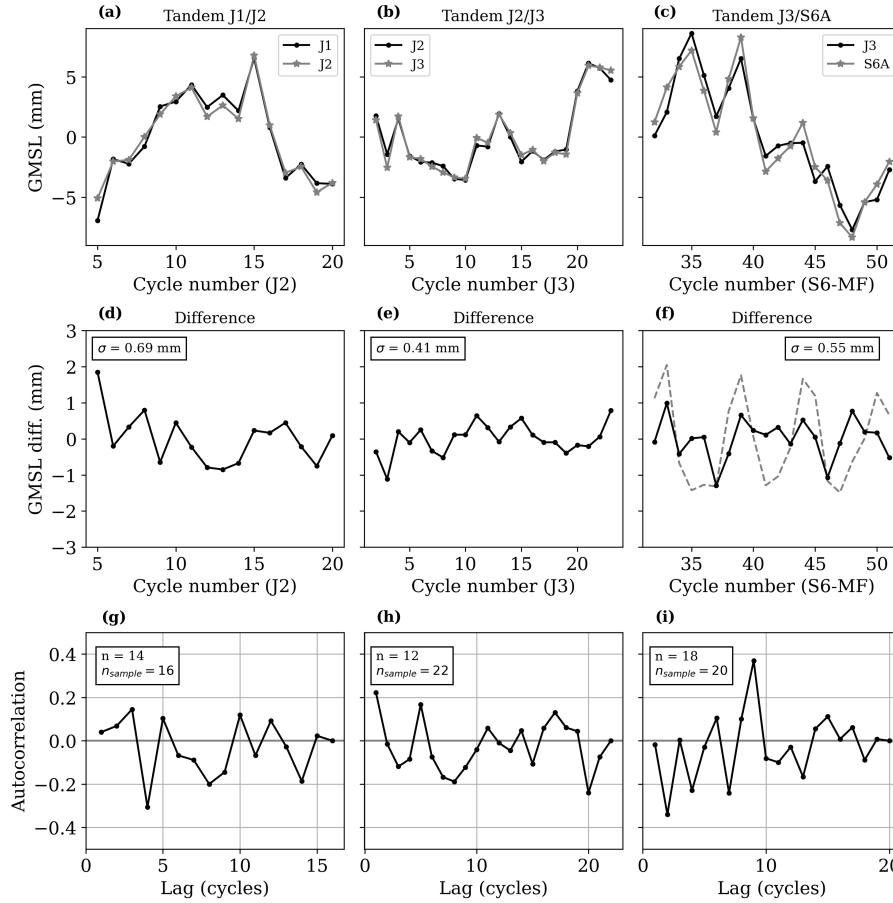 (a) Tandem J1/J2
(b) Tandem J2/J3
(c) Tandem J3/S6A
J1
J2
J2
J3
J3
S6A
GMSL (mm)
5
0
−5
5 10 15 20
0 5 10 15 20
35 40 45 50
Cycle number (J2)
Cycle number (J3)
Cycle number (S6-MF)
(d) Difference
(e) Difference
(f) Difference
σ = 0.69 mm
σ = 0.41 mm
σ = 0.55 mm
GMSL diff. (mm)
3
2
1
0
−1
−2
−3
5 10 15 20
5 10 15 20
35 40 45 50
Cycle number (J2)
Cycle number (J3)
Cycle number (S6-MF)
(g)
(h)
(i)
n = 14
n_sample = 16
n = 12
n_sample = 22
n = 18
n_sample = 20
Autocorrelation
0.4
0.2
0.0
−0.2
−0.4
0 5 10 15
0 10 20
0 10 20
Lag (cycles)
Lag (cycles)
Lag (cycles)